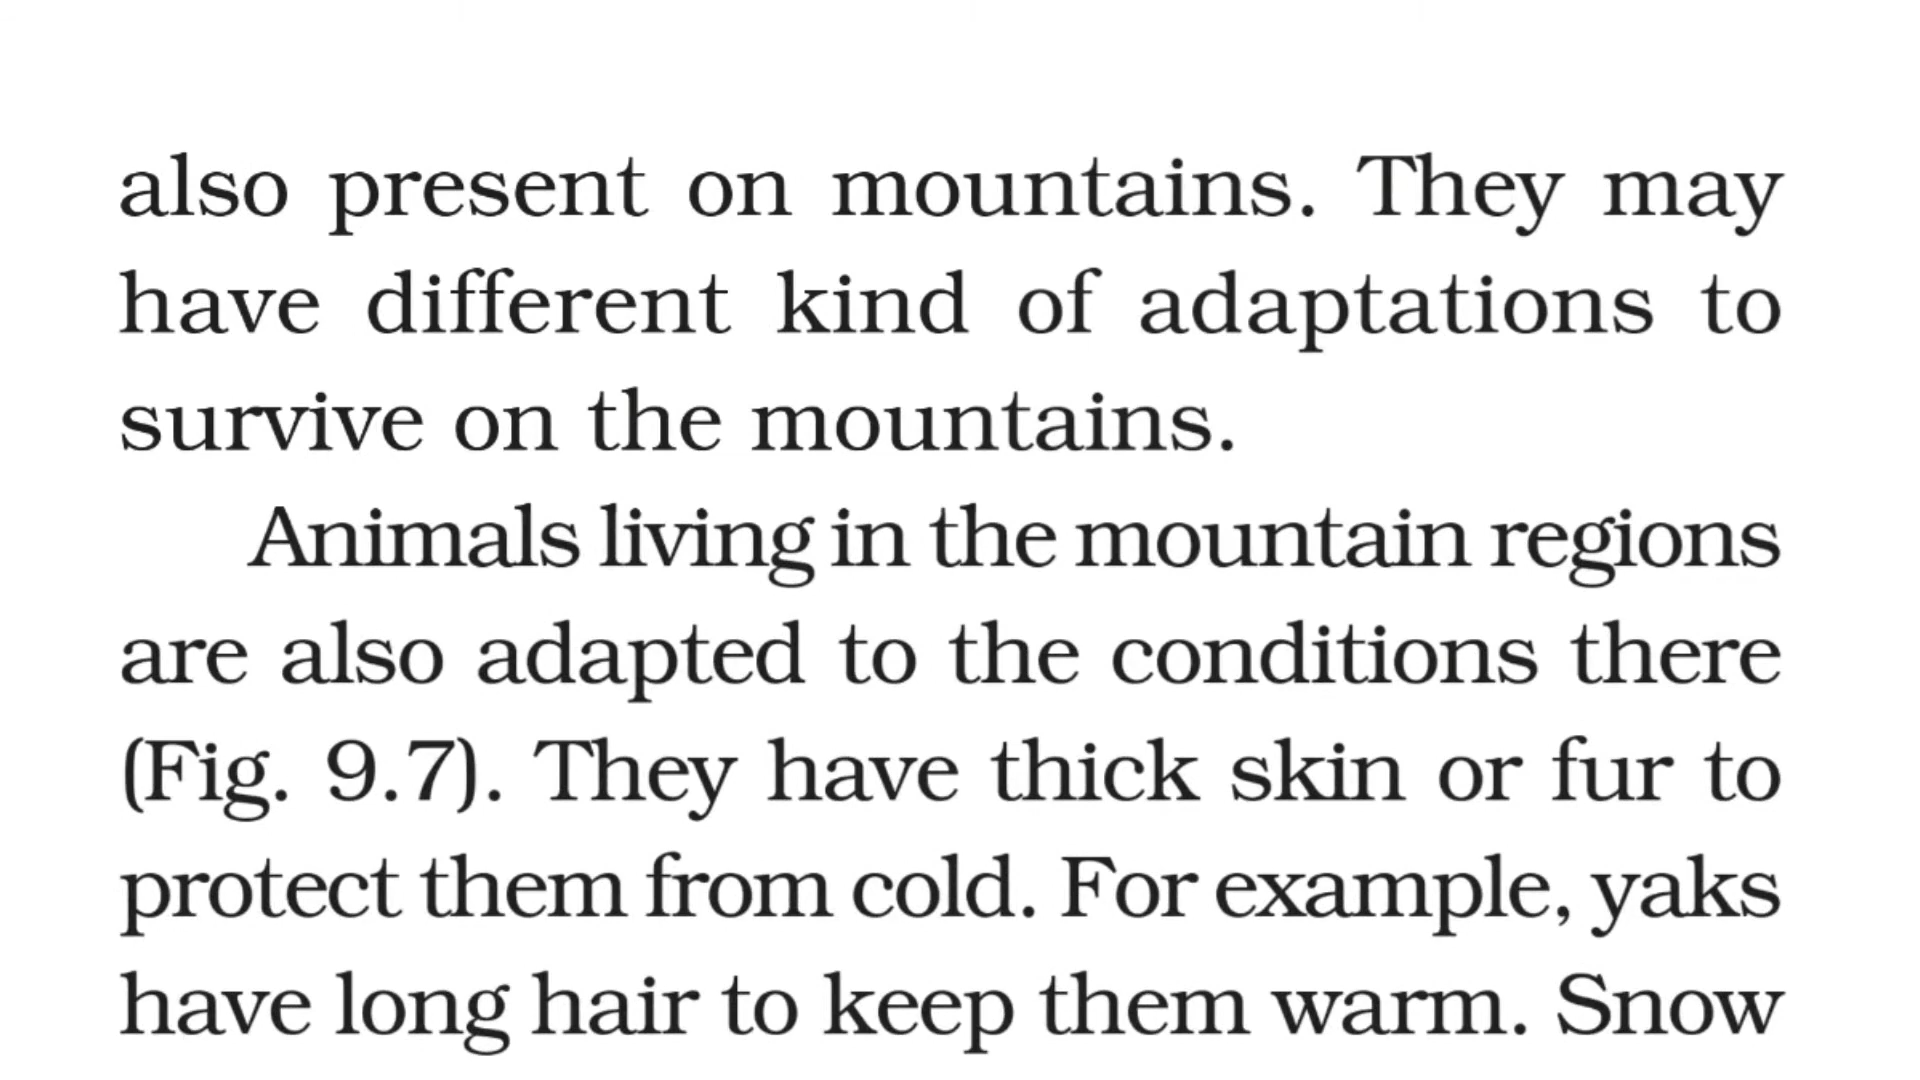 also present on mountains. They may
have different kind of adaptations to
survive on the mountains.
Animals living in the mountain regions
are also adapted to the conditions there
(Fig. 9.7). They have thick skin or fur to
protect them from cold. For example, yaks
have long hair to keep them warm. Snow